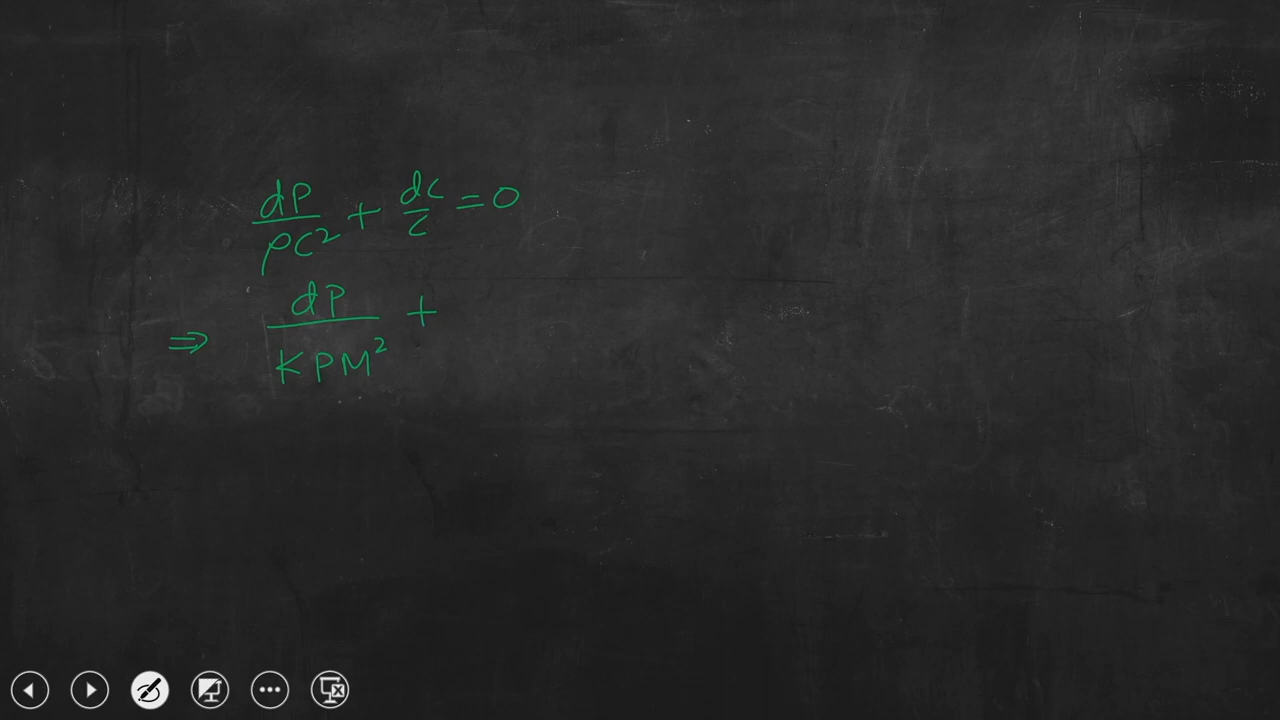 dP/ρC² + dC/C = 0
⇒ dP/KPM² +